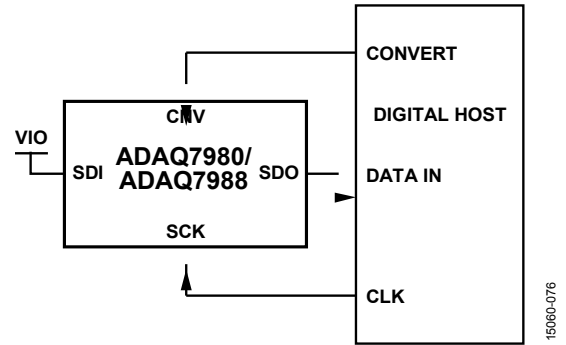 CONVERT
CNV
DIGITAL HOST
VIO
ADAQ7980/
ADAQ7988
SDI
SDO
DATA IN
SCK
CLK
15060-076